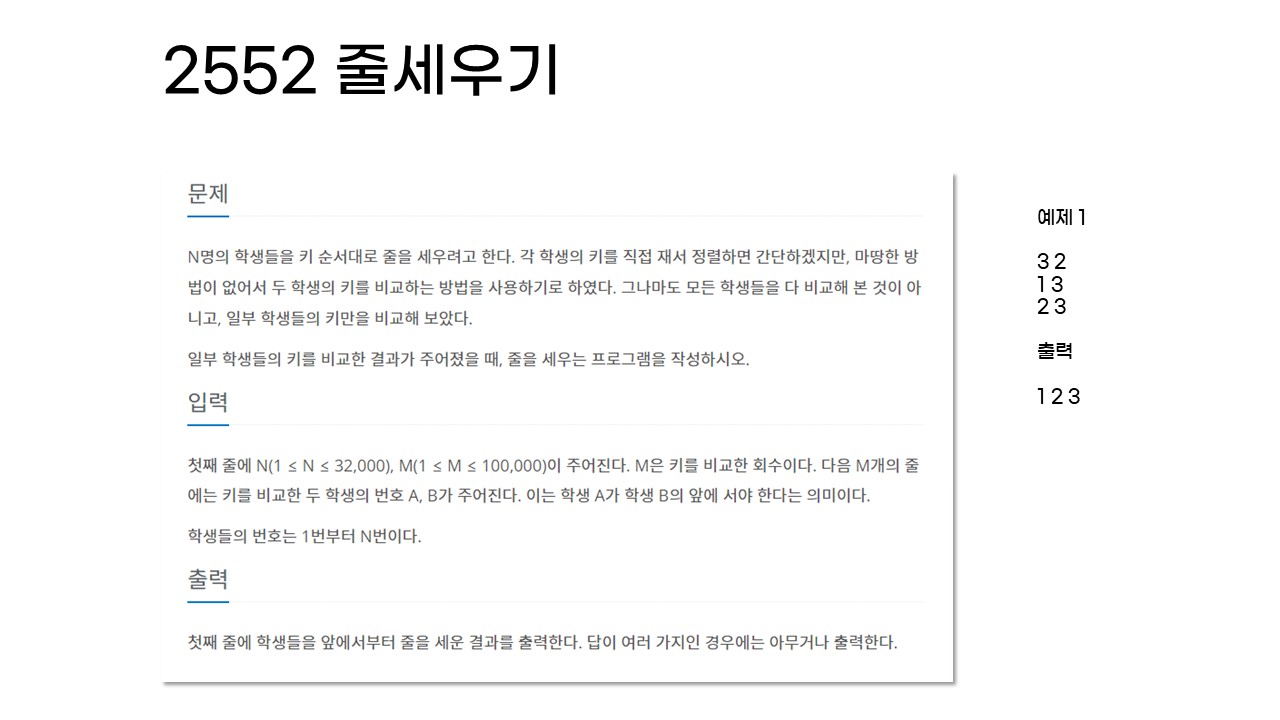 2552 줄세우기
문제
N명의 학생들을 키 순서대로 줄을 세우려고 한다. 각 학생의 키를 직접 재서 정렬하면 간단하겠지만, 마땅한 방
법이 없어서 두 학생의 키를 비교하는 방법을 사용하기로 하였다. 그나마도 모든 학생들을 다 비교해 본 것이 아
니고, 일부 학생들의 키만을 비교해 보았다.
일부 학생들의 키를 비교한 결과가 주어졌을 때, 줄을 세우는 프로그램을 작성하시오.
입력
첫째 줄에 N(1 ≤ N ≤ 32,000), M(1 ≤ M ≤ 100,000)이 주어진다. M은 키를 비교한 회수이다. 다음 M개의 줄
에는 키를 비교한 두 학생의 번호 A, B가 주어진다. 이는 학생 A가 학생 B의 앞에 서야 한다는 의미이다.
학생들의 번호는 1번부터 N번이다.
출력
첫째 줄에 학생들을 앞에서부터 줄을 세운 결과를 출력한다. 답이 여러 가지인 경우에는 아무거나 출력한다.
예제 1
3 2
1 3
2 3
출력
1 2 3